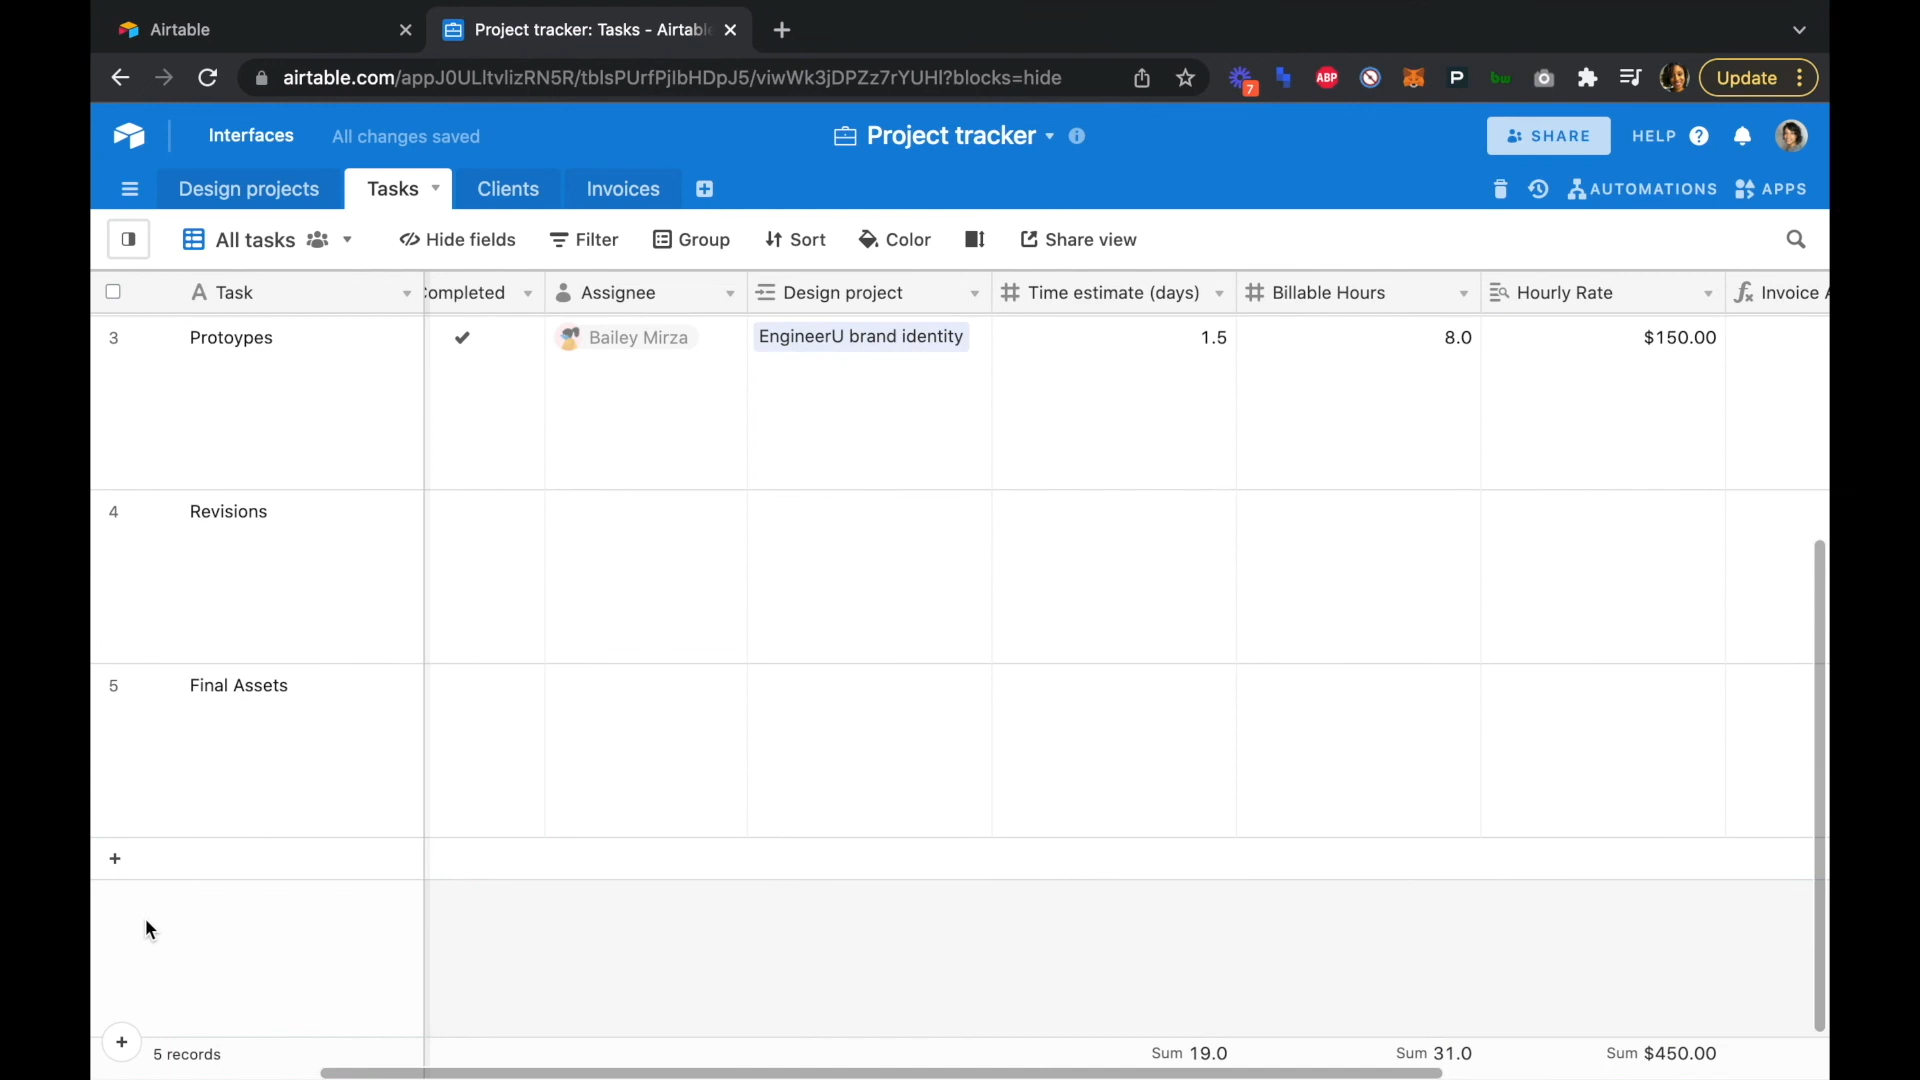 Airtable
Project tracker: Tasks - Airtabl
airtable.com/appJ0ULltvlizRN5R/tblsPUrfPjlbHDpJ5/viwWk3jDPZz7rYUHl?blocks=hide
7
ABP
P
bw
Update
Interfaces
All changes saved
Project tracker
SHARE
HELP
Design projects
Tasks
Clients
Invoices
AUTOMATIONS
APPS
All tasks
Hide fields
Filter
Group
Sort
Color
Share view
Task
ompleted
Assignee
Design project
Time estimate (days)
Billable Hours
Hourly Rate
Invoice A
3 Protoypes Bailey Mirza EngineerU brand identity 1.5 8.0 $150.00
4 Revisions
5 Final Assets
+
+
5 records
Sum 19.0
Sum 31.0
Sum $450.00